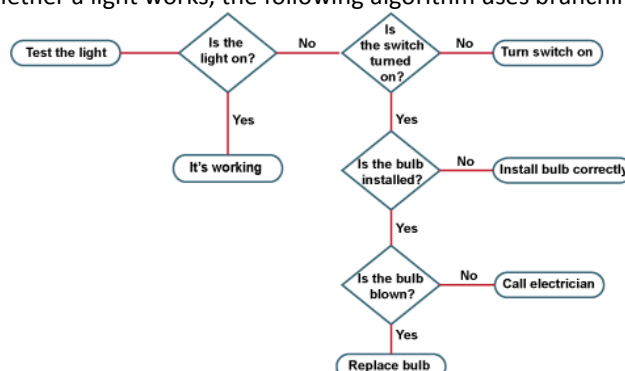 whether a light works, the following algorithm uses
Test the light
Is the
light on?
No
Is
the switch
turned
on?
No
Turn switch on
Yes
It's working
Yes
Is the bulb
installed?
No
Install bulb correctly
Yes
Is the bulb
blown?
No
Call electrician
Yes
Replace bulb